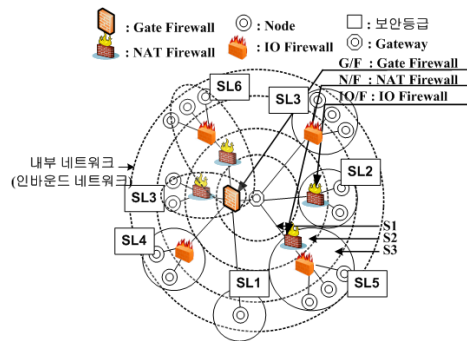 : Gate Firewall
: Node
: 보안등급
: NAT Firewall
: IO Firewall
: Gateway
G/F : Gate Firewall
N/F : NAT Firewall
IO/F : IO Firewall
SL6
SL3
내부 네트워크
(인바운드 네트워크)
SL3
SL2
SL4
S1
S2
S3
SL1
SL5